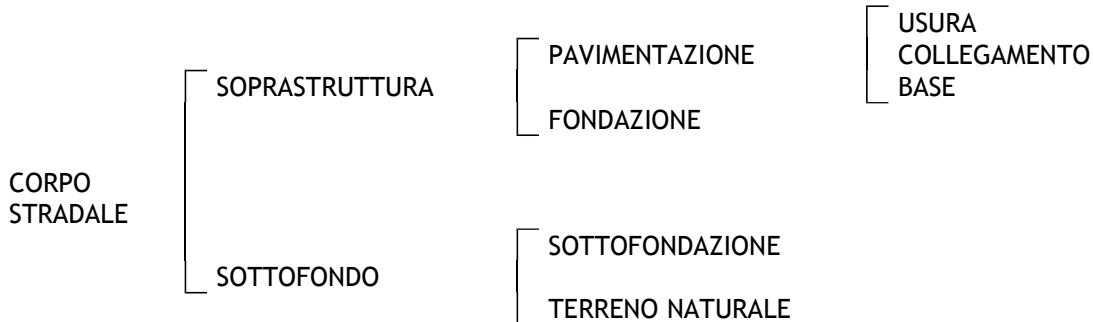 CORPO
STRADALE
SOPRASTRUTTURA
PAVIMENTAZIONE
USURA
COLLEGAMENTO
BASE
FONDAZIONE
SOTTOFONDO
SOTTOFONDAZIONE
TERRENO NATURALE